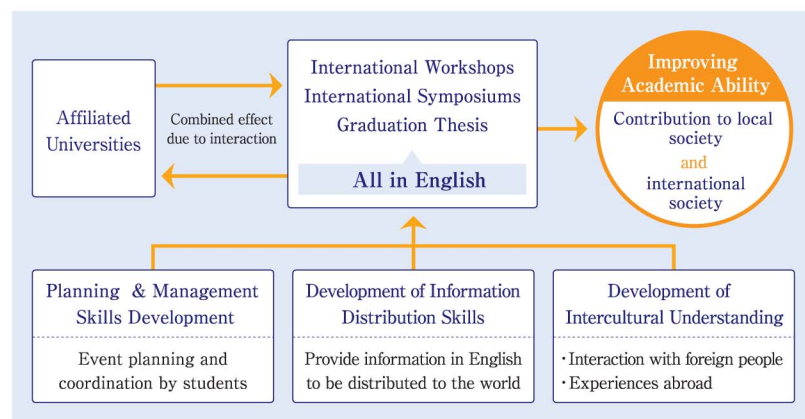 Affiliated
Universities
Combined effect
due to interaction
International Workshops
International Symposiums
Graduation Thesis
All in English
Improving
Academic Ability
Contribution to local
society
and
international
society
Planning & Management
Skills Development
Event planning and
coordination by students
Development of Information
Distribution Skills
Provide information in English
to be distributed to the world
Development of
Intercultural Understanding
・Interaction with foreign people
・Experiences abroad